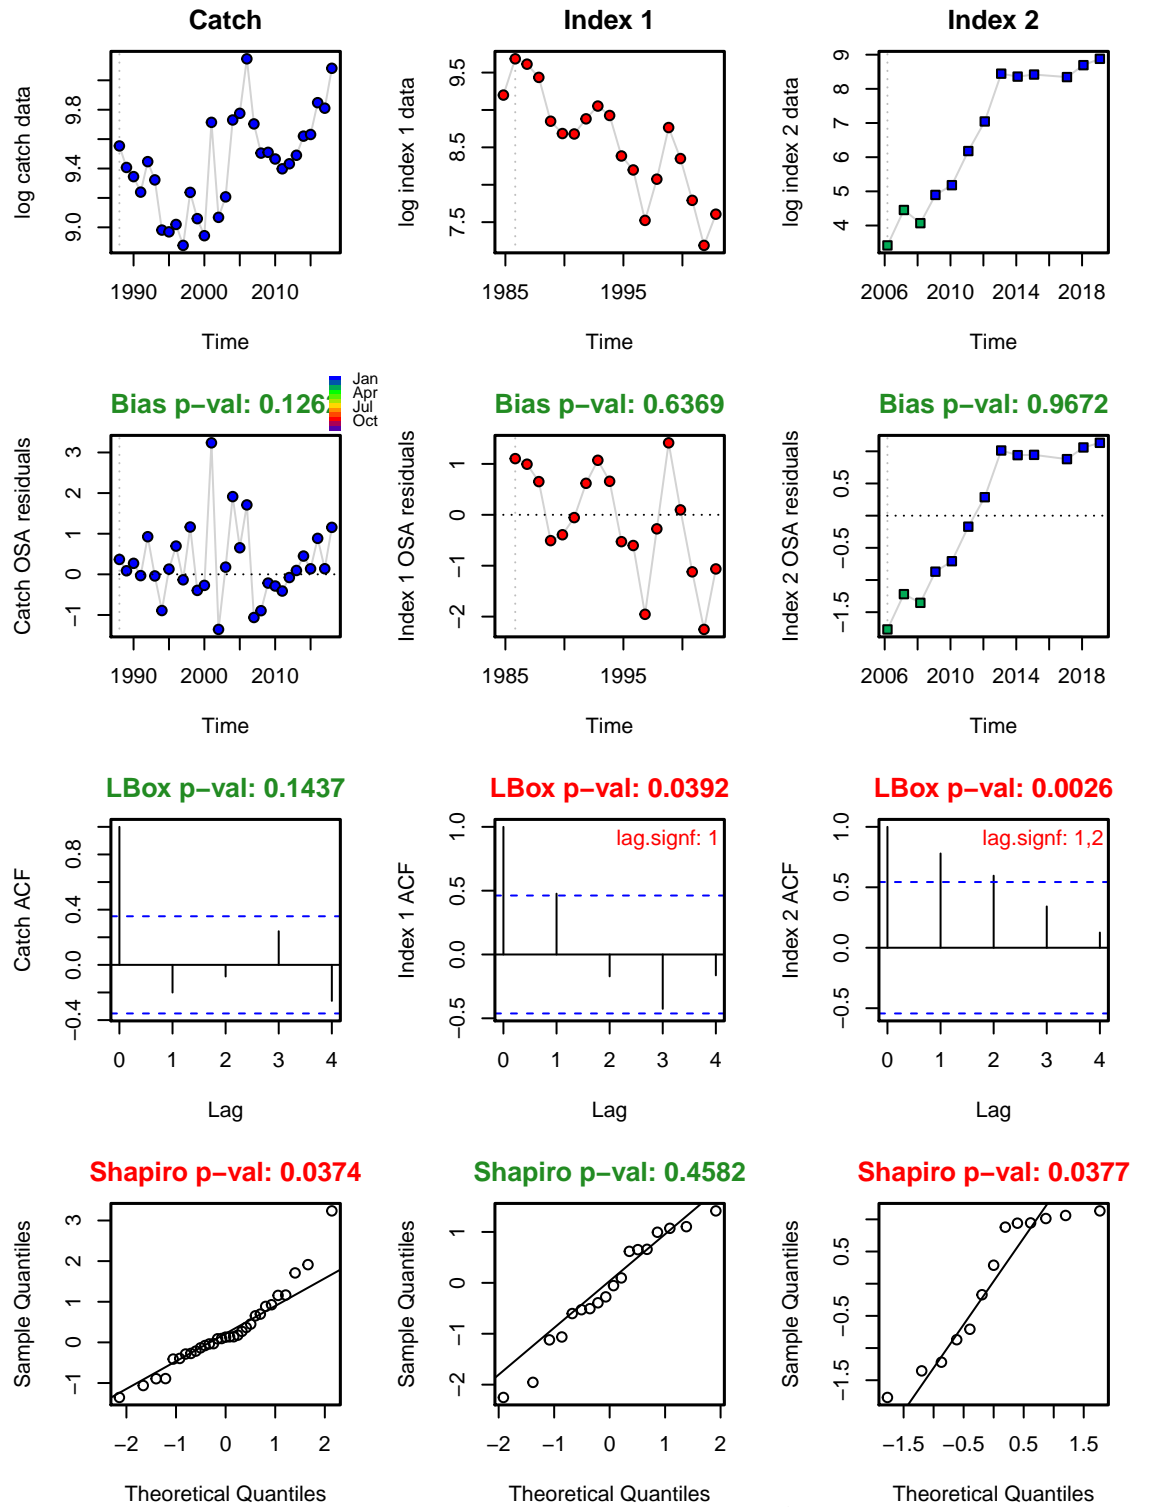 Catch
Index 1
Index 2
log catch data
9.0 9.4 9.8
1990 2000 2010
Time
log index 1 data
7.5 8.5 9.5
1985 1995
Time
log index 2 data
4 5 6 7 8 9
2006 2010 2014 2018
Time
Jan
Apr
Jul
Oct
Bias p−val: 0.126
Bias p−val: 0.6369
Bias p−val: 0.9672
Catch OSA residuals
−1 0 1 2 3
1990 2000 2010
Time
Index 1 OSA residuals
−2 −1 0 1
1985 1995
Time
Index 2 OSA residuals
−1.5 −0.5 0.5
2006 2010 2014 2018
Time
LBox p−val: 0.1437
LBox p−val: 0.0392
LBox p−val: 0.0026
Catch ACF
−0.4 0.0 0.4 0.8
0 1 2 3 4
Lag
Index 1 ACF
−0.5 0.0 0.5 1.0
lag.signf: 1
0 1 2 3 4
Lag
Index 2 ACF
−0.5 0.0 0.5 1.0
lag.signf: 1,2
0 1 2 3 4
Lag
Shapiro p−val: 0.0374
Shapiro p−val: 0.4582
Shapiro p−val: 0.0377
Sample Quantiles
−1 0 1 2 3
−2 −1 0 1 2
Theoretical Quantiles
Sample Quantiles
−2 −1 0 1
−2 −1 0 1 2
Theoretical Quantiles
Sample Quantiles
−1.5 −0.5 0.5
−1.5 −0.5 0.5 1.5
Theoretical Quantiles